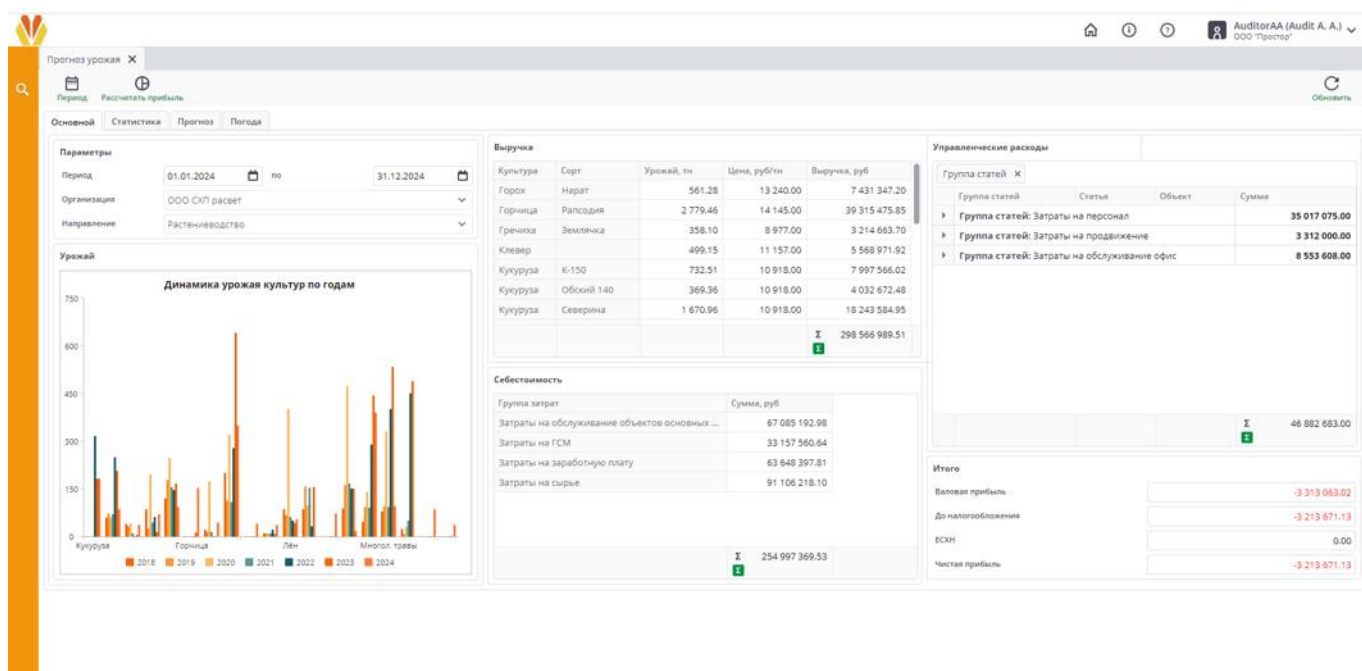 AuditorAA (Audit A. A.)
ООО "Простор"
Прогноз урожая
Период Рассчитать прибыль
Обновить
Основной Статистика Прогноз Погода
Параметры
Период 01.01.2024 по 31.12.2024
Организация ООО СХП расвет
Направление Растениеводство
Урожай
Динамика урожая культур по годам
750
600
450
300
150
0
Кукуруза Горчица Лён Многол. травы
2018 2019 2020 2021 2022 2023 2024
Выручка
Культура Сорт Урожай, тн Цена, руб/тн Выручка, руб
Горох Нарат 561.28 13 240.00 7 431 347.20
Горчица Рапсодия 2 779.46 14 145.00 39 315 475.85
Гречиха Землячка 358.10 8 977.00 3 214 663.70
Клевер 499.15 11 157.00 5 568 971.92
Кукуруза К-150 732.51 10 918.00 7 997 566.02
Кукуруза Обский 140 369.36 10 918.00 4 032 672.48
Кукуруза Северина 1 670.96 10 918.00 18 243 584.95
Σ 298 566 989.51
Σ
Себестоимость
Группа затрат Сумма, руб
Затраты на обслуживание объектов основных ... 67 085 192.98
Затраты на ГСМ 33 157 560.64
Затраты на заработную плату 63 648 397.81
Затраты на сырье 91 106 218.10
Σ 254 997 369.53
Σ
Управленческие расходы
Группа статей
Группа статей Статья Объект Сумма
Группа статей: Затраты на персонал 35 017 075.00
Группа статей: Затраты на продвижение 3 312 000.00
Группа статей: Затраты на обслуживание офис 8 553 608.00
Σ 46 882 683.00
Σ
Итого
Валовая прибыль -3 313 063.02
До налогообложения -3 213 671.13
ЕСХН 0.00
Чистая прибыль -3 213 671.13